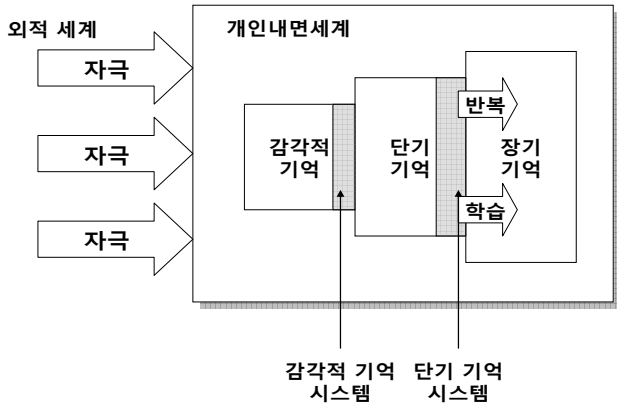 외적 세계
개인내면세계
자극
자극
자극
감각적
기억
단기
기억
장기
기억
반복
학습
감각적 기억
시스템
단기 기억
시스템